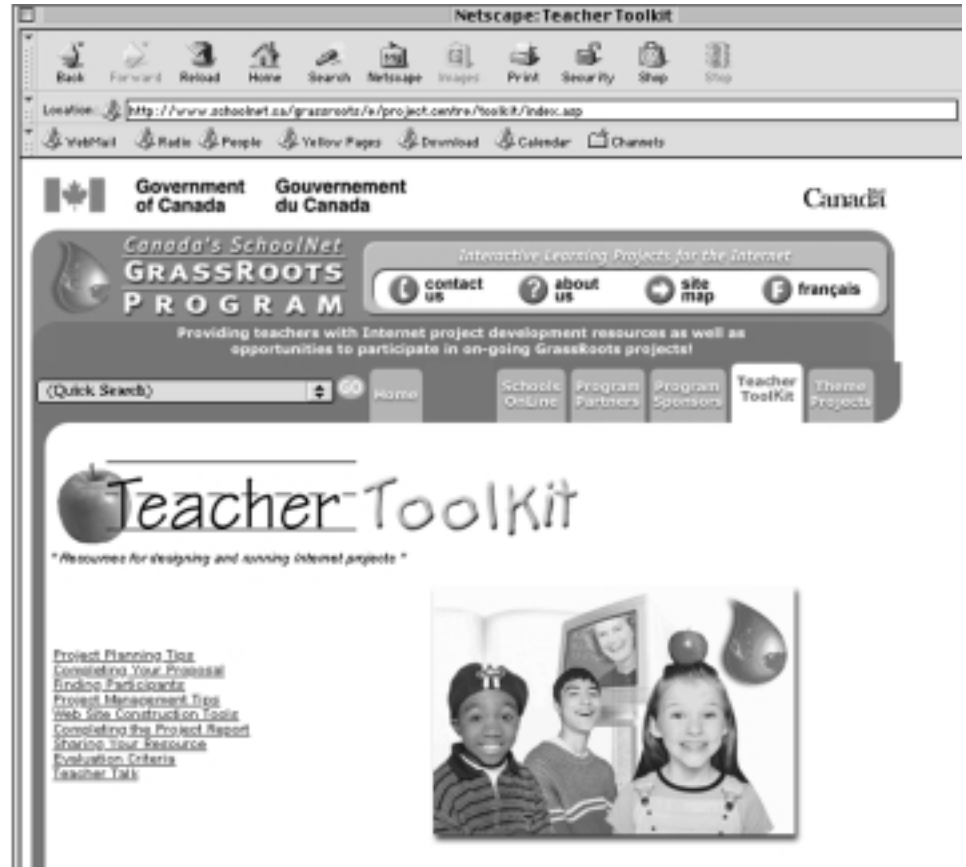 Netscape: Teacher Toolkit
Back Forward Reload Home Search Netscape Images Print Security Shop Stop
Location: http://www.schoolnet.ca/grassroots/e/project.centre/toolkit/index.asp
WebMail Radio People Yellow Pages Download Calendar Channels
Government Gouvernement
of Canada du Canada
Canada
Canada's SchoolNet
GRASSROOTS
PROGRAM
Interactive Learning Projects for the Internet
contact us about us site map français
Providing teachers with Internet project development resources as well as
opportunities to participate in on-going GrassRoots projects!
(Quick Search) GO Home Schools OnLine Program Partners Program Sponsors Teacher ToolKit Theme Projects
Teacher ToolKit
" Resources for designing and running Internet projects "
Project Planning Tips
Completing Your Proposal
Finding Participants
Project Management Tips
Web Site Construction Tools
Completing the Project Report
Sharing Your Resource
Evaluation Criteria
Teacher Talk